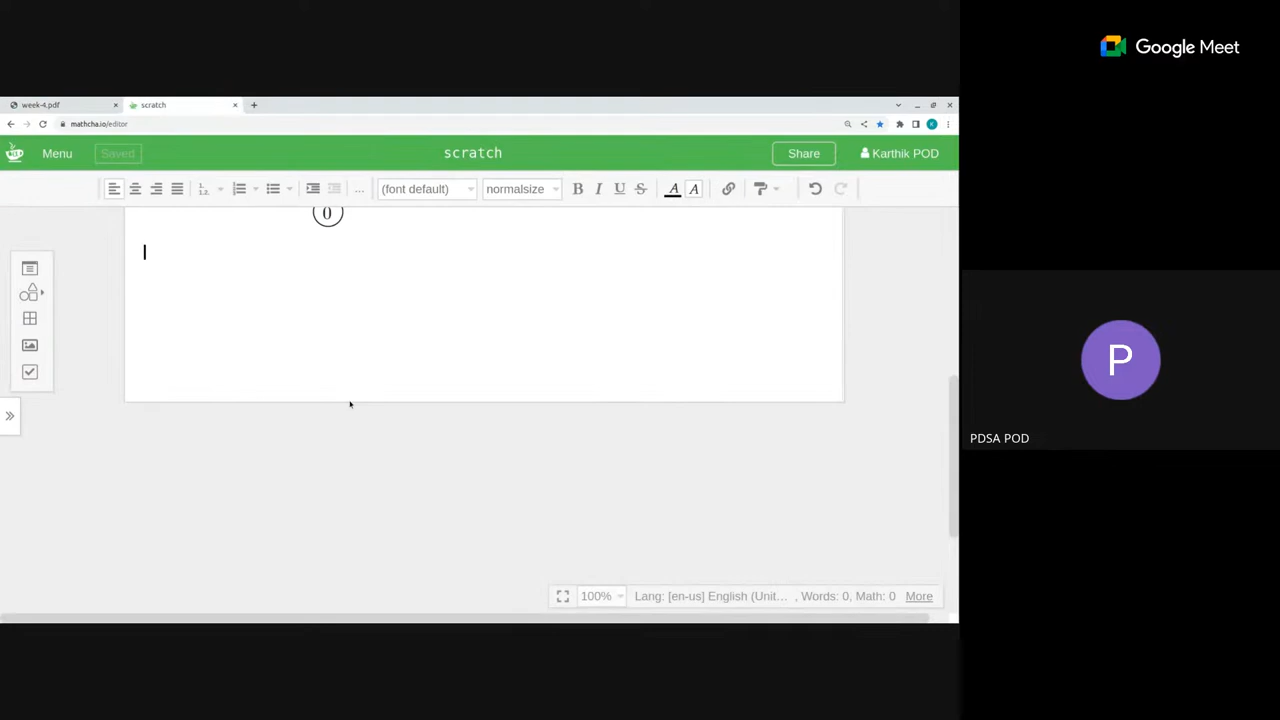 Google Meet
week-4.pdf
scratch
mathcha.io/editor
Menu
Saved
scratch
Share
Karthik POD
(font default)
normalsize
B I U S A A
0
P
PDSA POD
100%
Lang: [en-us] English (Unit... , Words: 0, Math: 0 More